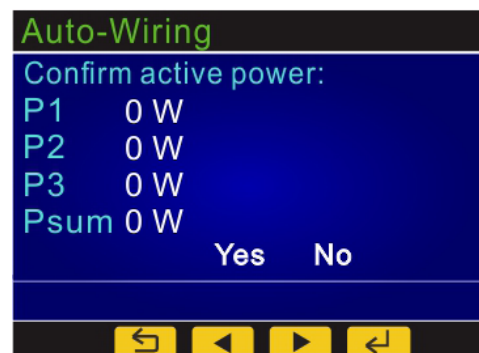 Auto-Wiring
Confirm active power:
P1 0 W
P2 0 W
P3 0 W
Psum 0 W
Yes No